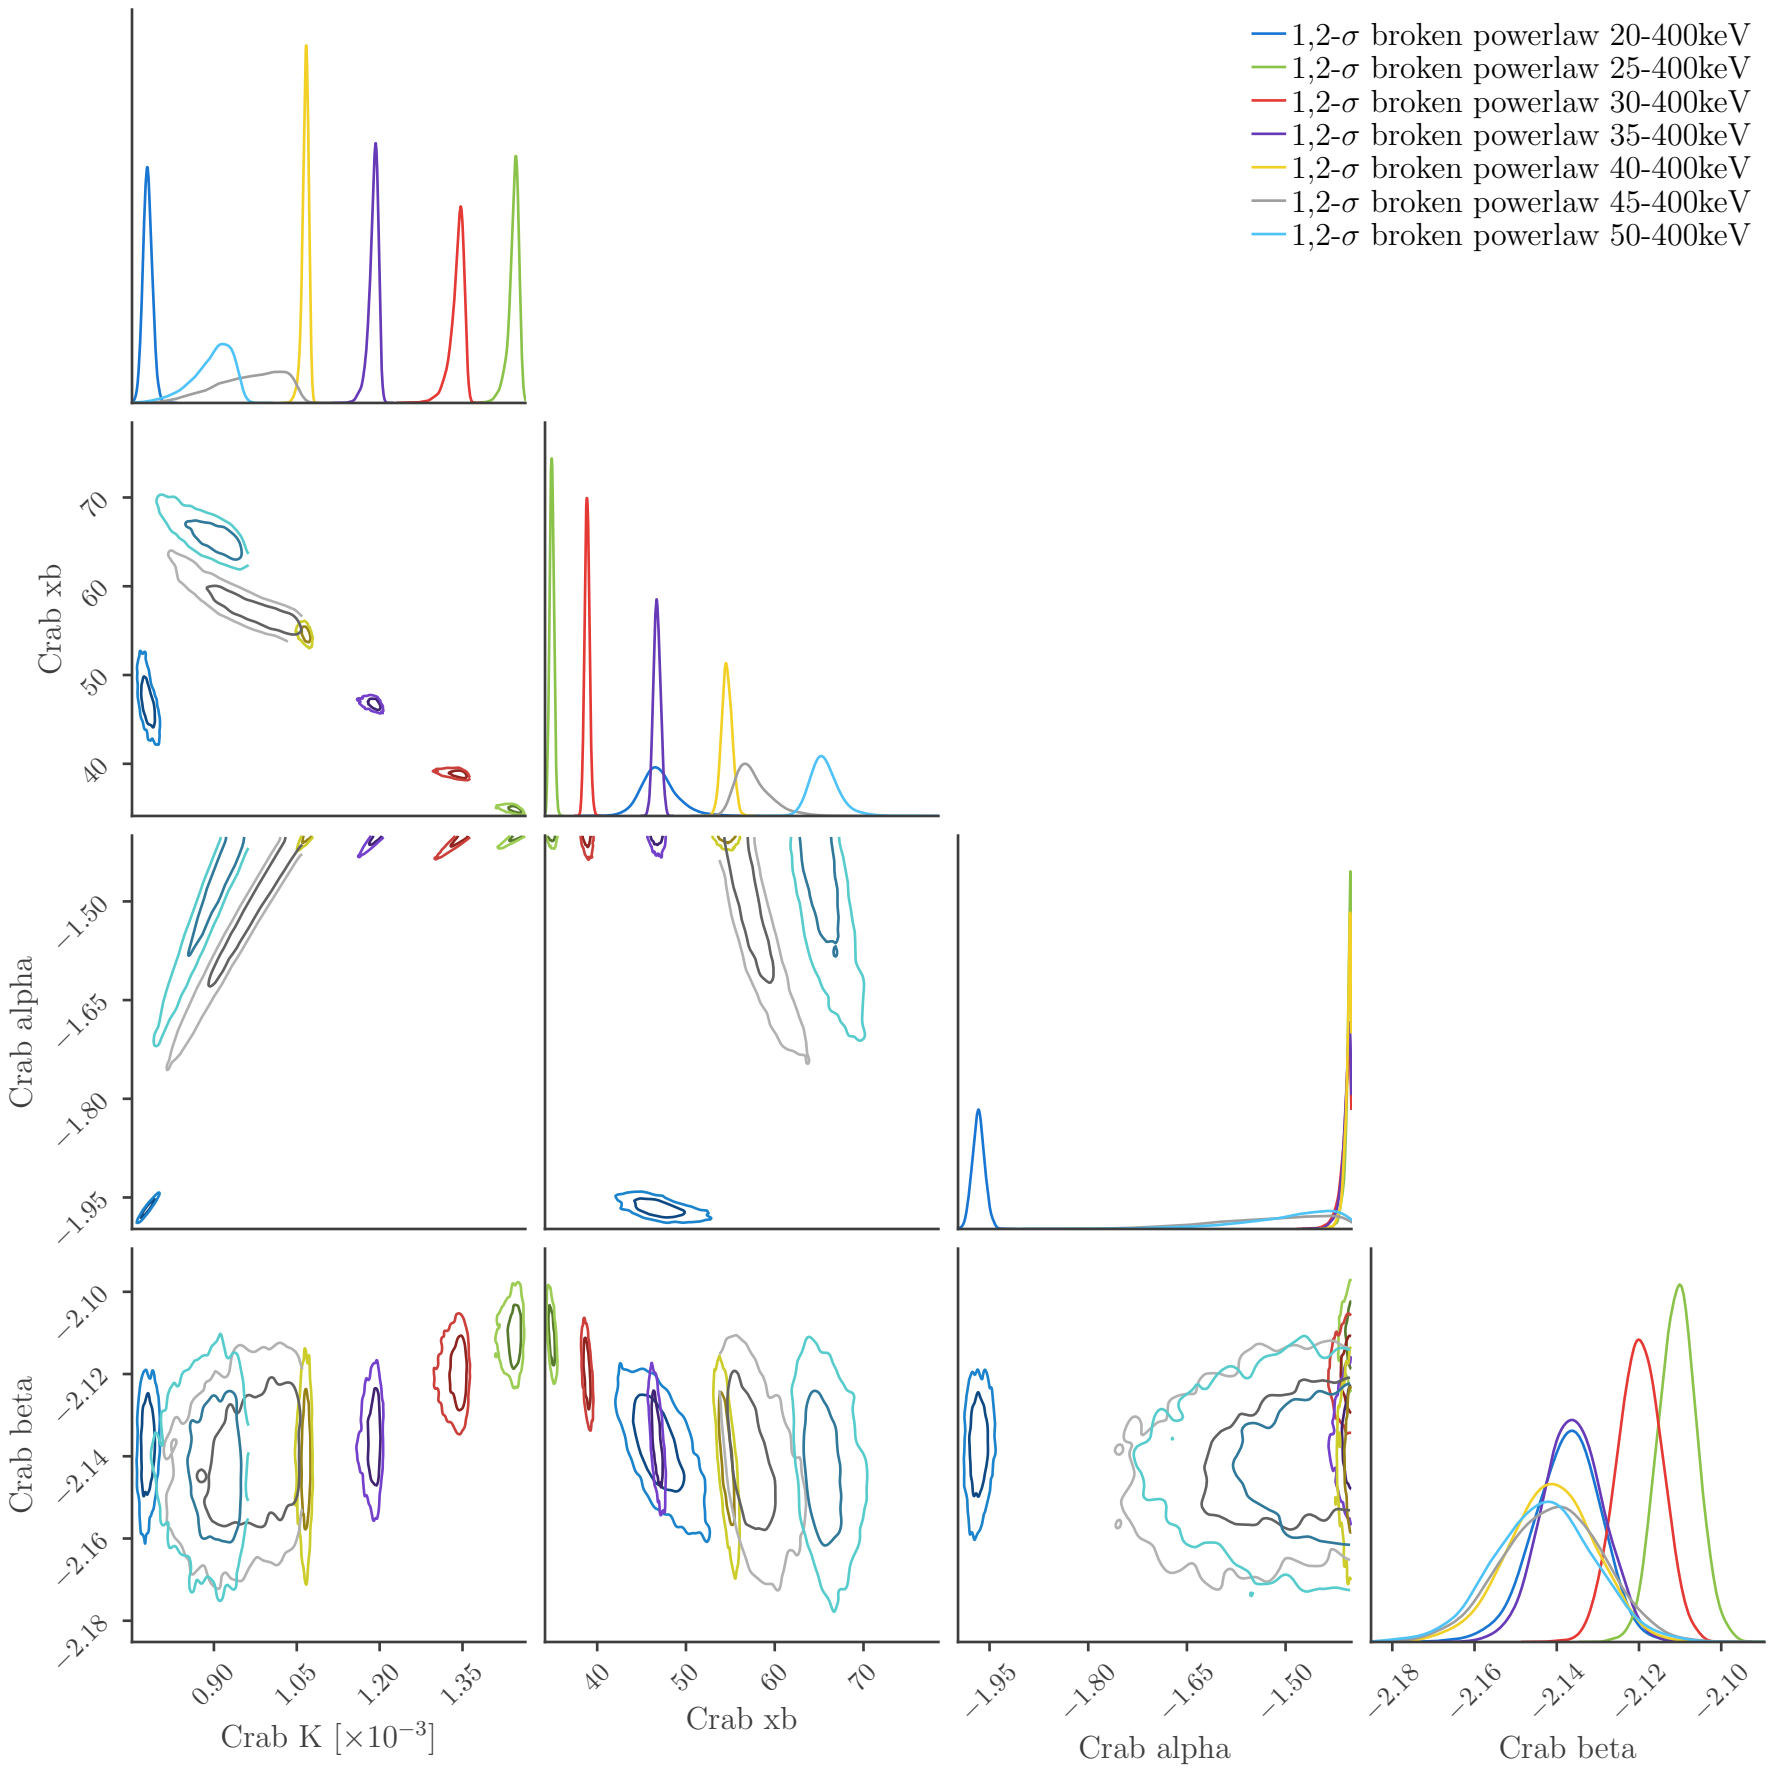 1,2-σ broken powerlaw 20-400keV
1,2-σ broken powerlaw 25-400keV
1,2-σ broken powerlaw 30-400keV
1,2-σ broken powerlaw 35-400keV
1,2-σ broken powerlaw 40-400keV
1,2-σ broken powerlaw 45-400keV
1,2-σ broken powerlaw 50-400keV
70
60
50
40
Crab xb
−1.50
−1.65
−1.80
−1.95
Crab alpha
−2.10
−2.12
−2.14
−2.16
−2.18
Crab beta
0.90 1.05 1.20 1.35
Crab K [×10−3]
40 50 60 70
Crab xb
−1.95 −1.80 −1.65 −1.50
Crab alpha
−2.18 −2.16 −2.14 −2.12 −2.10
Crab beta